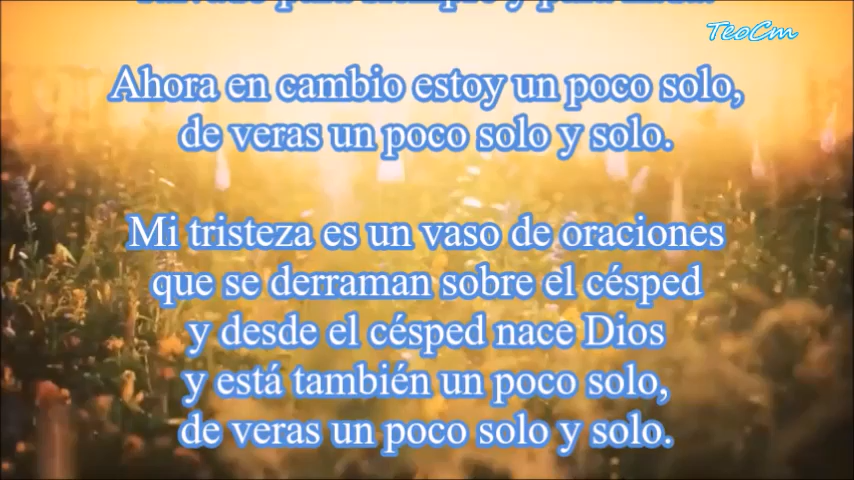 TeoCm
Ahora en cambio estoy un poco solo,
de veras un poco solo y solo.
Mi tristeza es un vaso de oraciones
que se derraman sobre el césped
y desde el césped nace Dios
y está también un poco solo,
de veras un poco solo y solo.